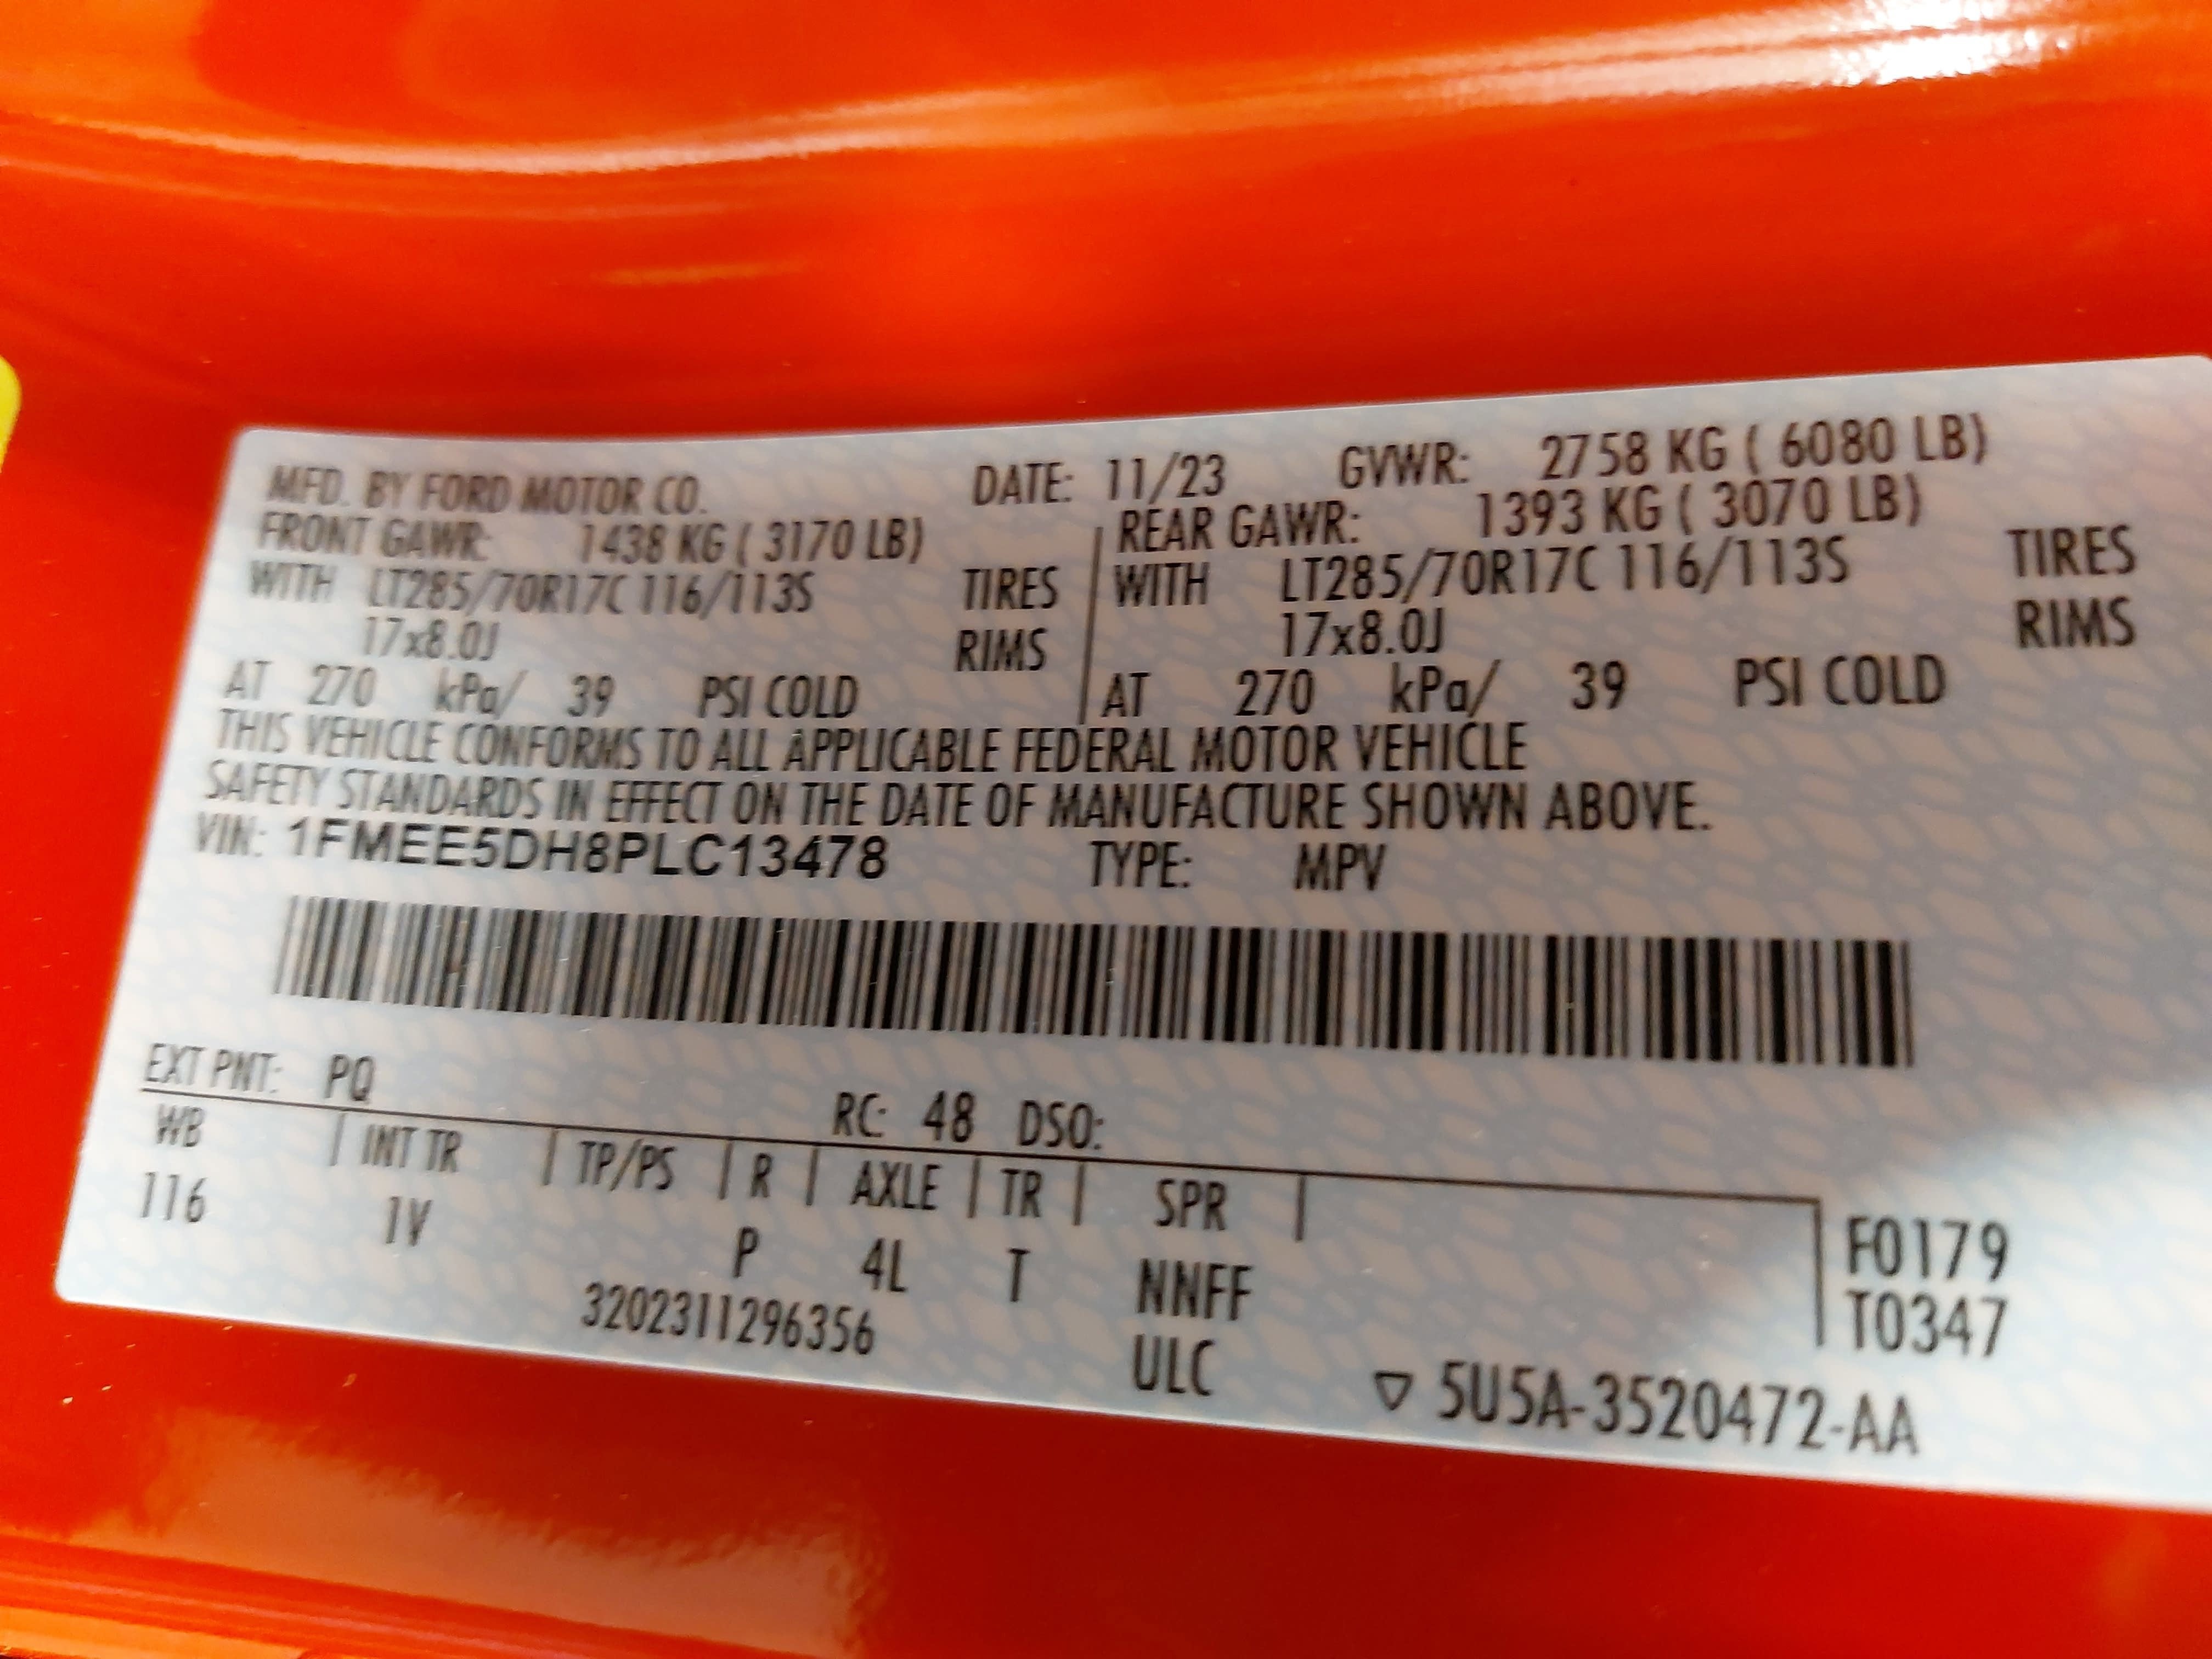 MFD. BY FORD MOTOR CO. DATE: 11/23 GVWR: 2758 KG ( 6080 LB)
FRONT GAWR: 1438 KG ( 3170 LB) REAR GAWR: 1393 KG ( 3070 LB)
WITH LT285/70R17C 116/113S TIRES WITH LT285/70R17C 116/113S TIRES
17x8.0J RIMS 17x8.0J RIMS
AT 270 kPa/ 39 PSI COLD AT 270 kPa/ 39 PSI COLD
THIS VEHICLE CONFORMS TO ALL APPLICABLE FEDERAL MOTOR VEHICLE
SAFETY STANDARDS IN EFFECT ON THE DATE OF MANUFACTURE SHOWN ABOVE.
VIN: 1FMEE5DH8PLC13478 TYPE: MPV
EXT PNT: PQ RC: 48 DSO:
WB INT TR TP/PS R AXLE TR SPR
116 1V P 4L T NNFF F0179
3202311296356 ULC T0347
5U5A-3520472-AA